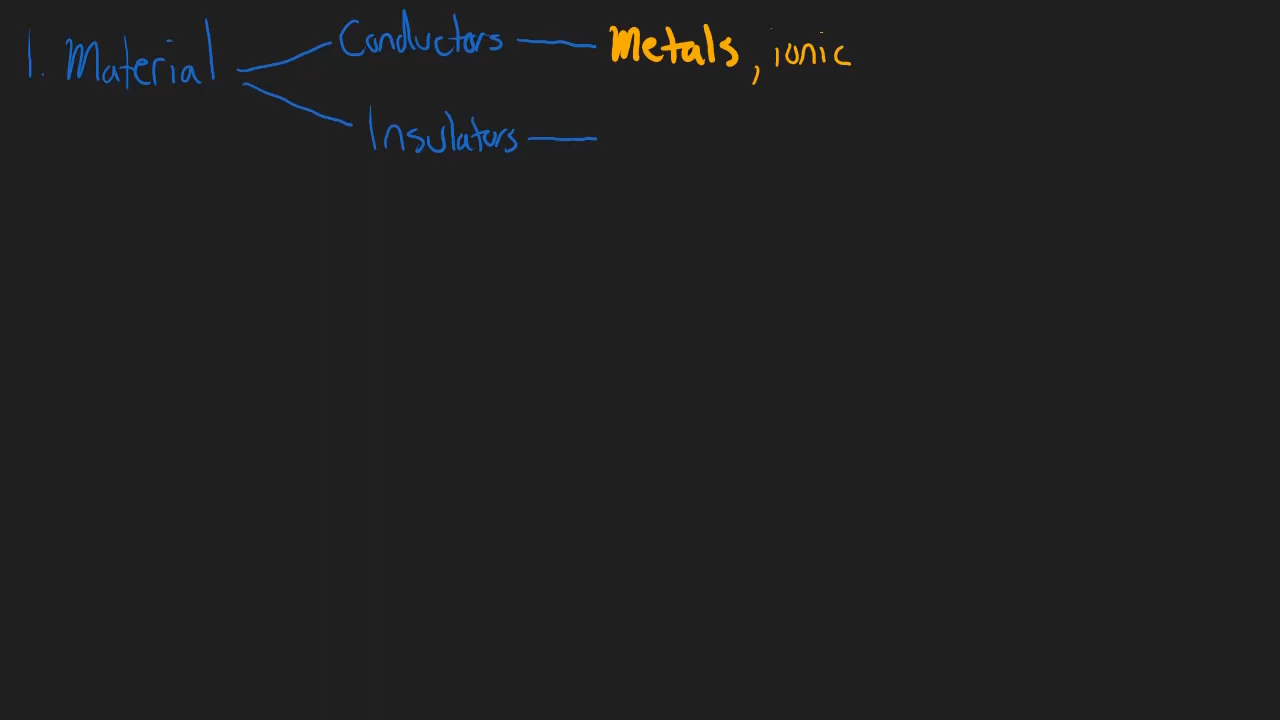 1. Material
Conductors — Metals, ionic
Insulators —